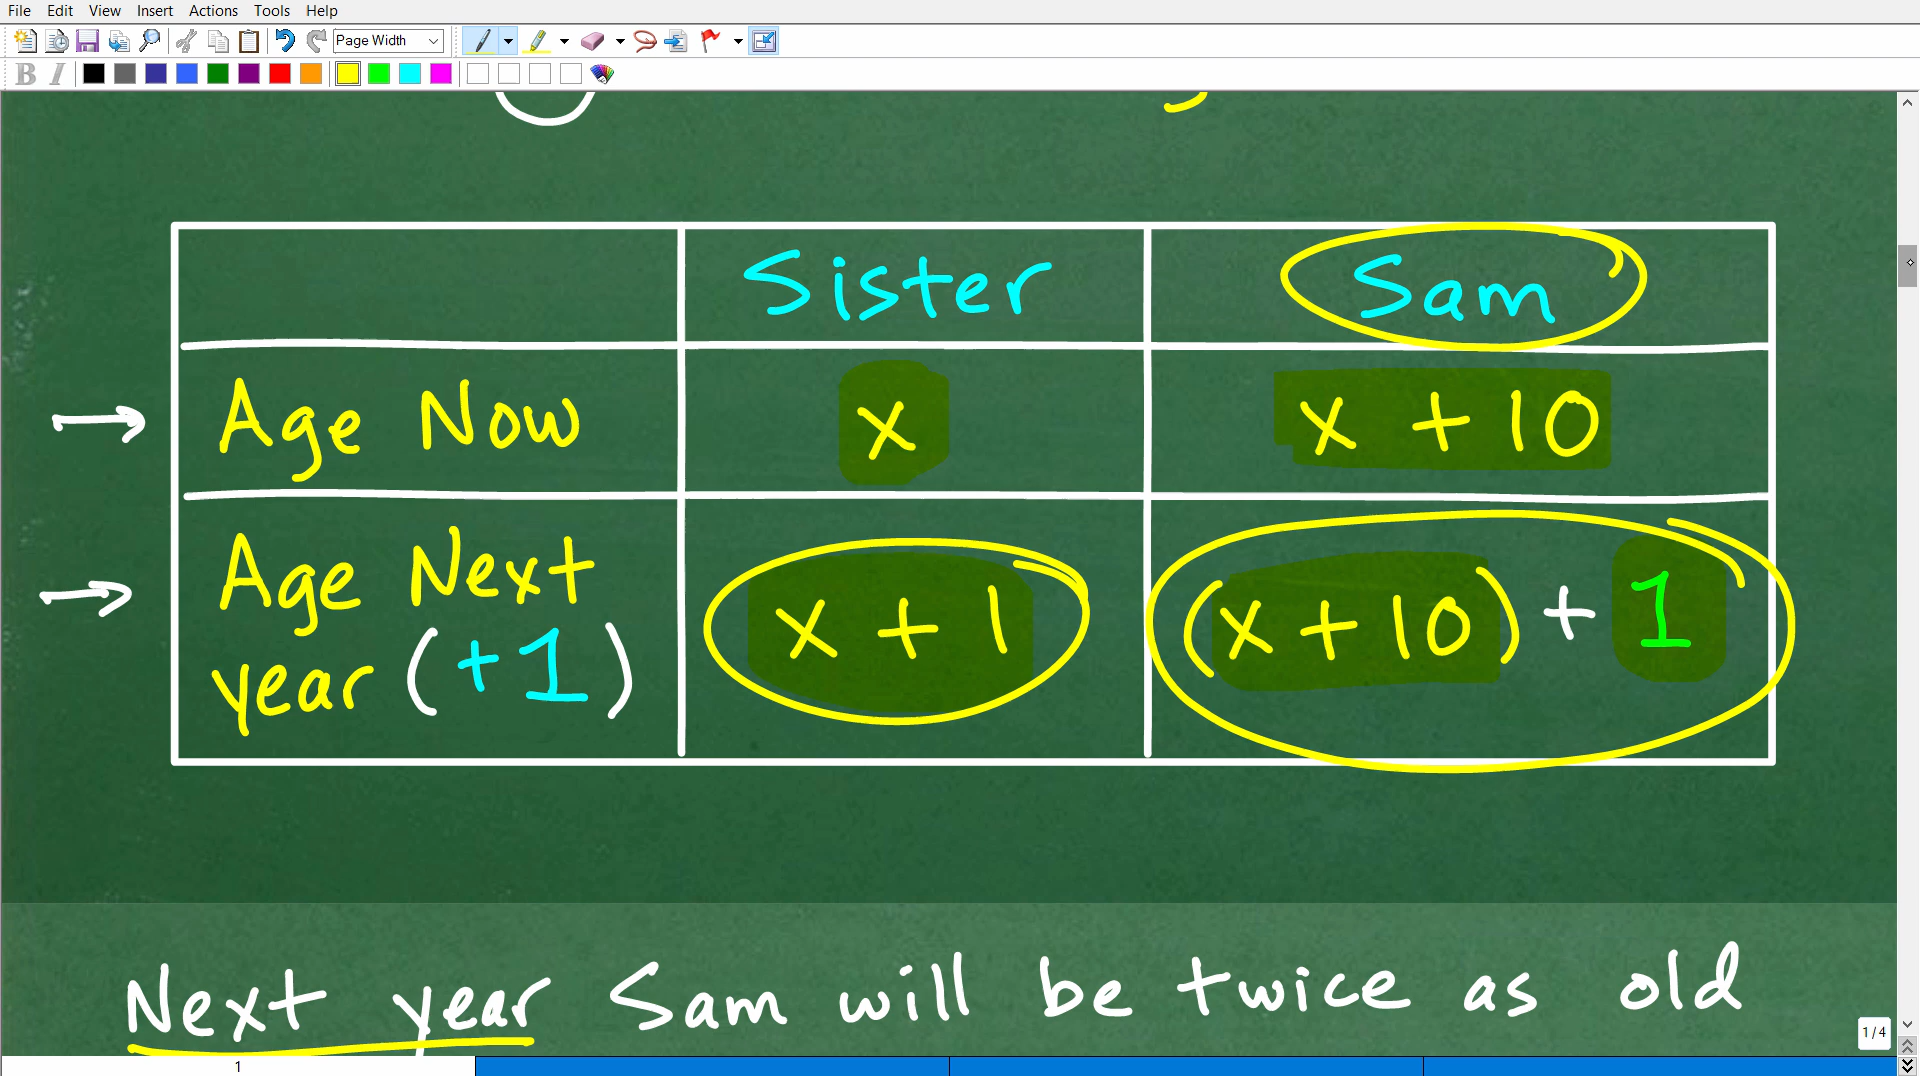 File Edit View Insert Actions Tools Help
Page Width
B I
Sister Sam
Age Now x x + 10
Age Next
year (+1) x + 1 (x + 10) + 1
Next year Sam will be twice as old
1 / 4
1